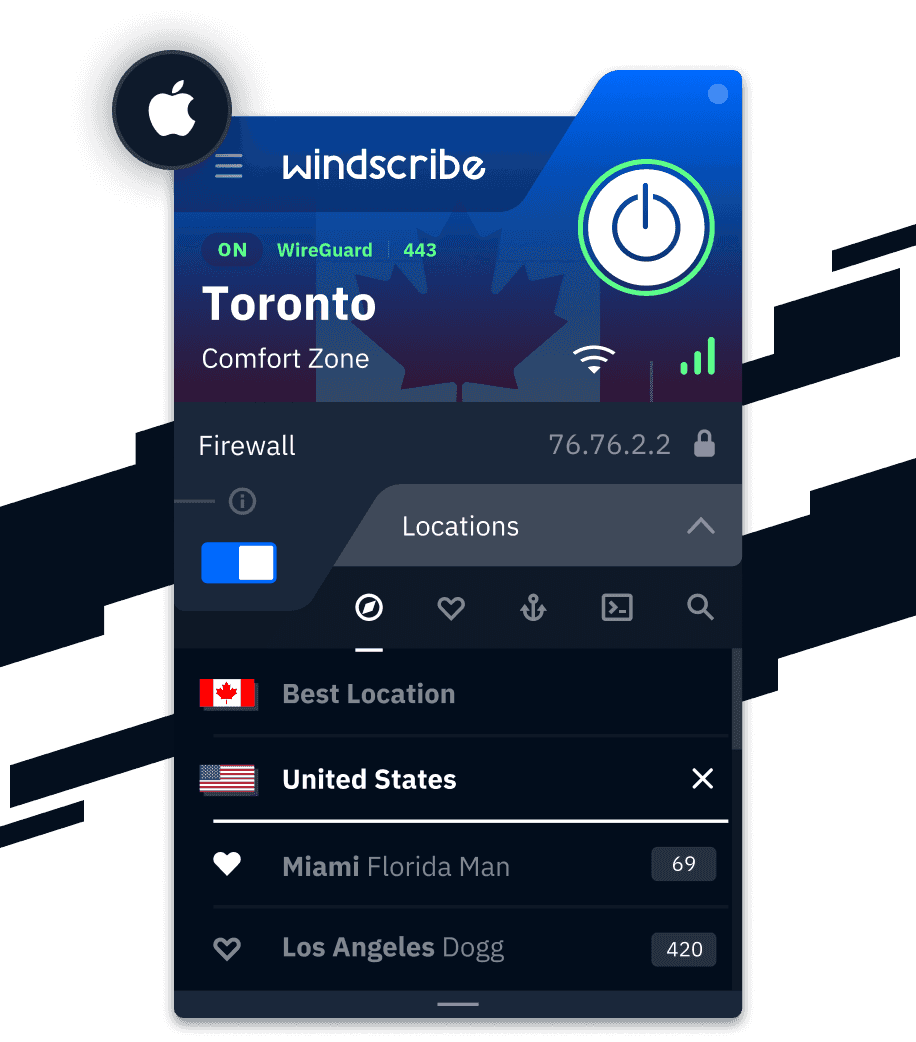 windscribe
ON WireGuard 443
Toronto
Comfort Zone
Firewall 76.76.2.2
Locations
Best Location
United States
Miami Florida Man 69
Los Angeles Dogg 420